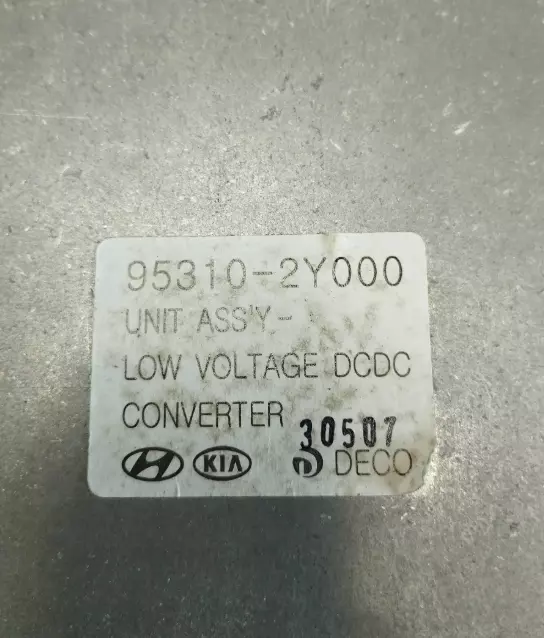 95310-2Y000
UNIT ASS'Y-
LOW VOLTAGE DCDC
CONVERTER 30507
KIA DECO